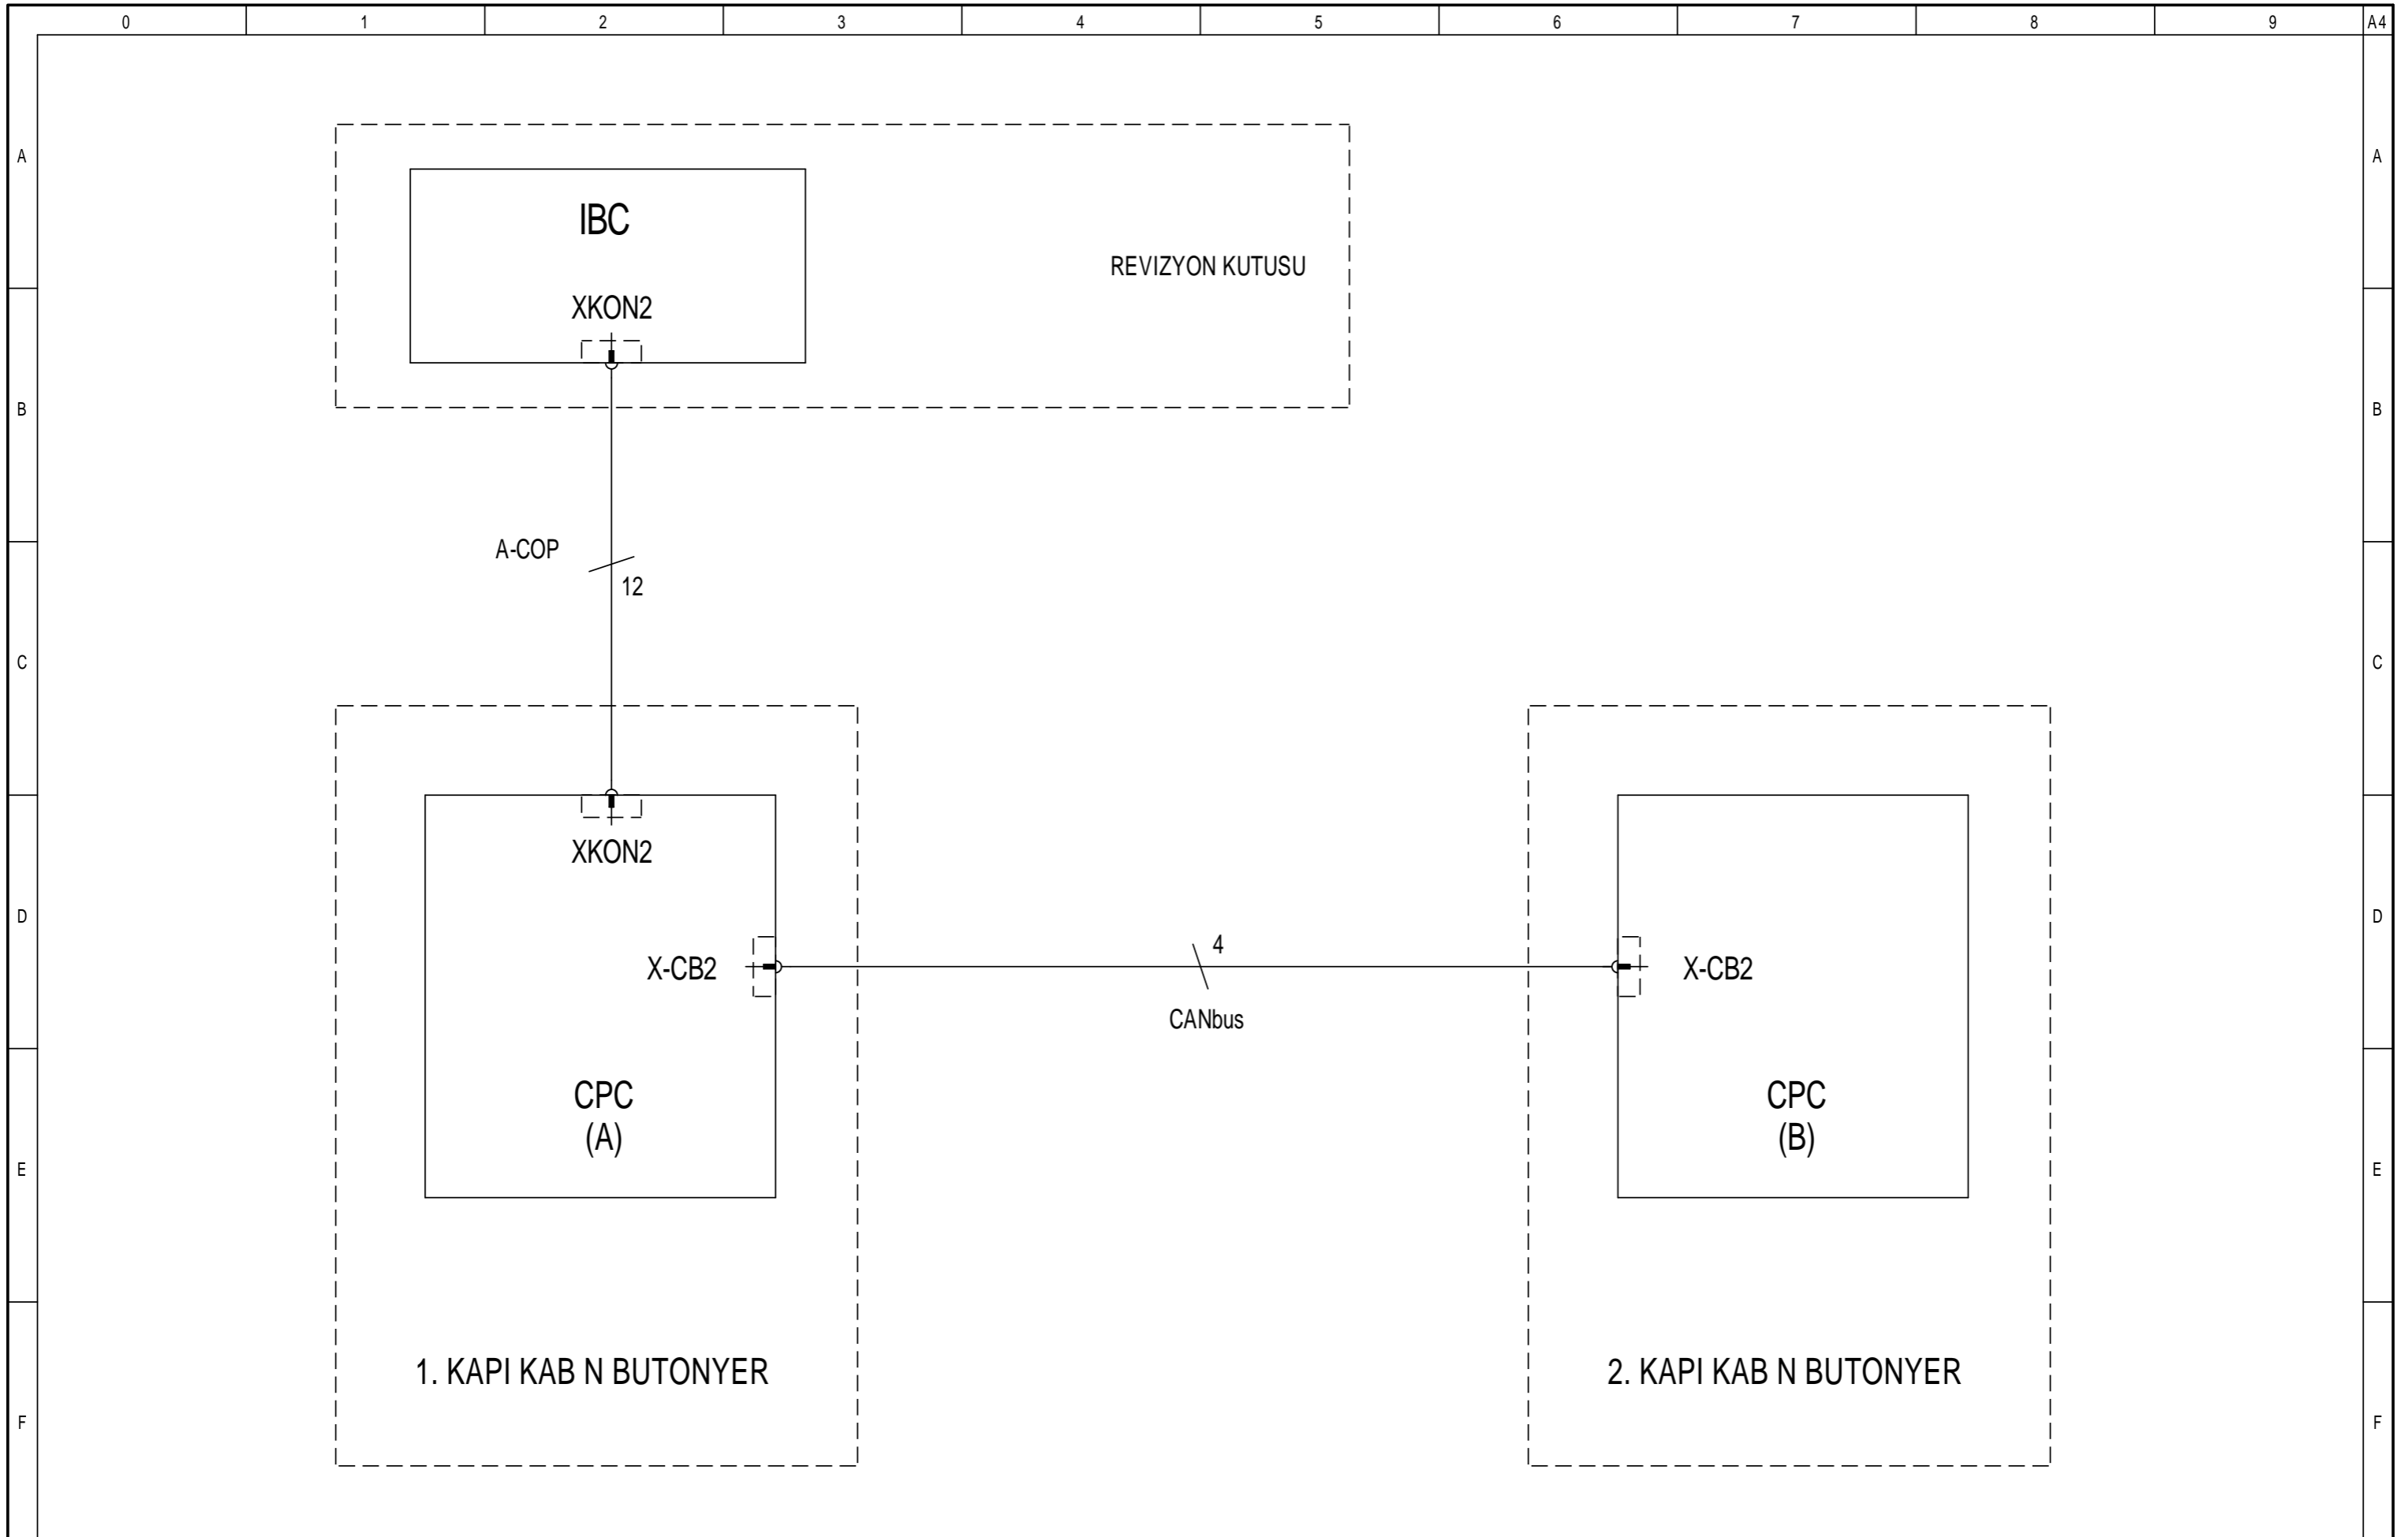 0 1 2 3 4 5 6 7 8 9 A4
A A
IBC
REVIZYON KUTUSU
XKON2
B B
A-COP
12
C C
XKON2
D D
4
X-CB2 X-CB2
CANbus
CPC
(A)
CPC
(B)
E E
1. KAPI KAB N BUTONYER
2. KAPI KAB N BUTONYER
F F